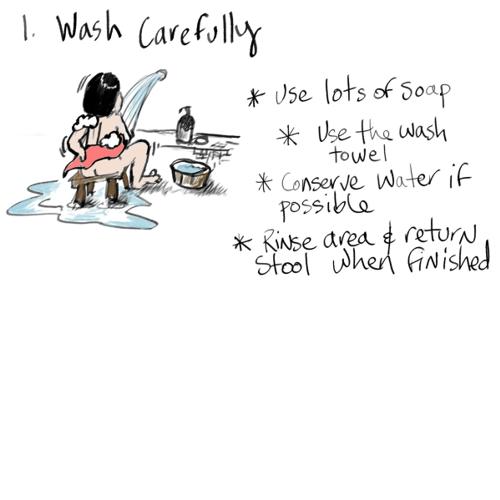 1. Wash Carefully
* Use lots of soap
* Use the wash
towel
* Conserve water if
possible
* Rinse area & return
stool when finished